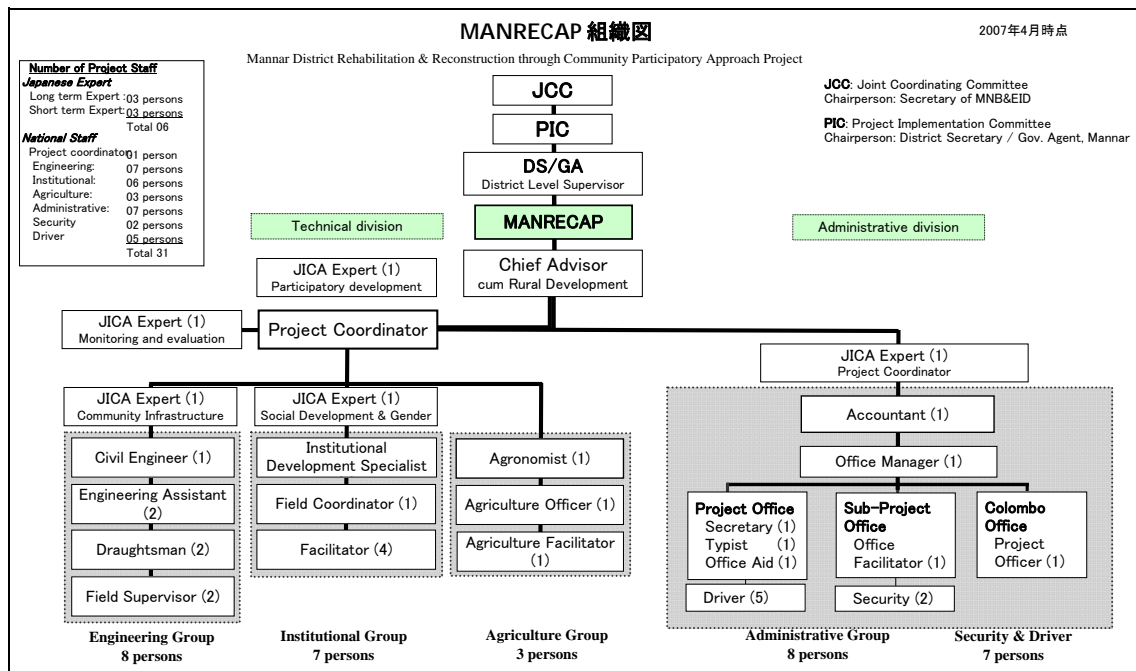 MANRECAP 組織図
2007年4月時点
Mannar District Rehabilitation & Reconstruction through Community Participatory Approach Project
Number of Project Staff
Japanese Expert
Long term Expert :03 persons
Short term Expert:03 persons
Total 06
National Staff
Project coordinator 01 person
Engineering: 07 persons
Institutional: 06 persons
Agriculture: 03 persons
Administrative: 07 persons
Security 02 persons
Driver 05 persons
Total 31
JCC
PIC
DS/GA
District Level Supervisor
MANRECAP
Chief Advisor
cum Rural Development
JCC: Joint Coordinating Committee
Chairperson: Secretary of MNB&EID
PIC: Project Implementation Committee
Chairperson: District Secretary / Gov. Agent, Mannar
Technical division
Administrative division
JICA Expert (1)
Participatory development
JICA Expert (1)
Monitoring and evaluation
Project Coordinator
JICA Expert (1)
Project Coordinator
JICA Expert (1)
Community Infrastructure
Civil Engineer (1)
Engineering Assistant
(2)
Draughtsman (2)
Field Supervisor (2)
Engineering Group
8 persons
JICA Expert (1)
Social Development & Gender
Institutional
Development Specialist
Field Coordinator (1)
Facilitator (4)
Institutional Group
7 persons
Agronomist (1)
Agriculture Officer (1)
Agriculture Facilitator
(1)
Agriculture Group
3 persons
Accountant (1)
Office Manager (1)
Project Office
Secretary (1)
Typist (1)
Office Aid (1)
Driver (5)
Sub-Project
Office
Office
Facilitator (1)
Security (2)
Colombo
Office
Project
Officer (1)
Administrative Group
8 persons
Security & Driver
7 persons